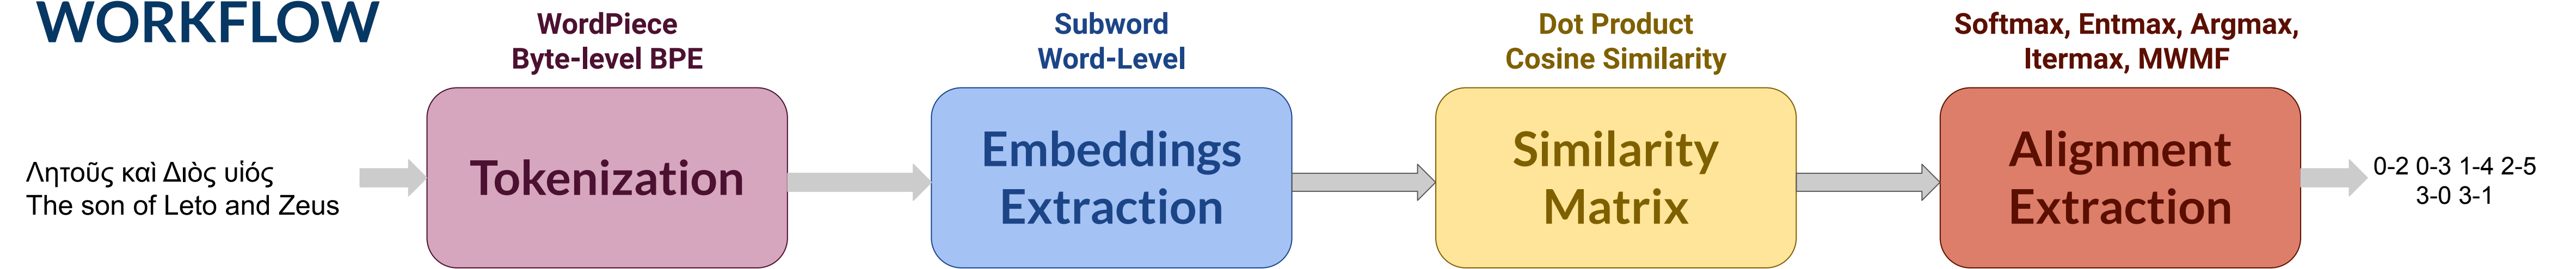 WORKFLOW
Λητοῦς καὶ Διὸς υἱός
The son of Leto and Zeus
WordPiece
Byte-level BPE
Tokenization
Subword
Word-Level
Embeddings
Extraction
Dot Product
Cosine Similarity
Similarity
Matrix
Softmax, Entmax, Argmax,
Itermax, MWMF
Alignment
Extraction
0-2 0-3 1-4 2-5
3-0 3-1